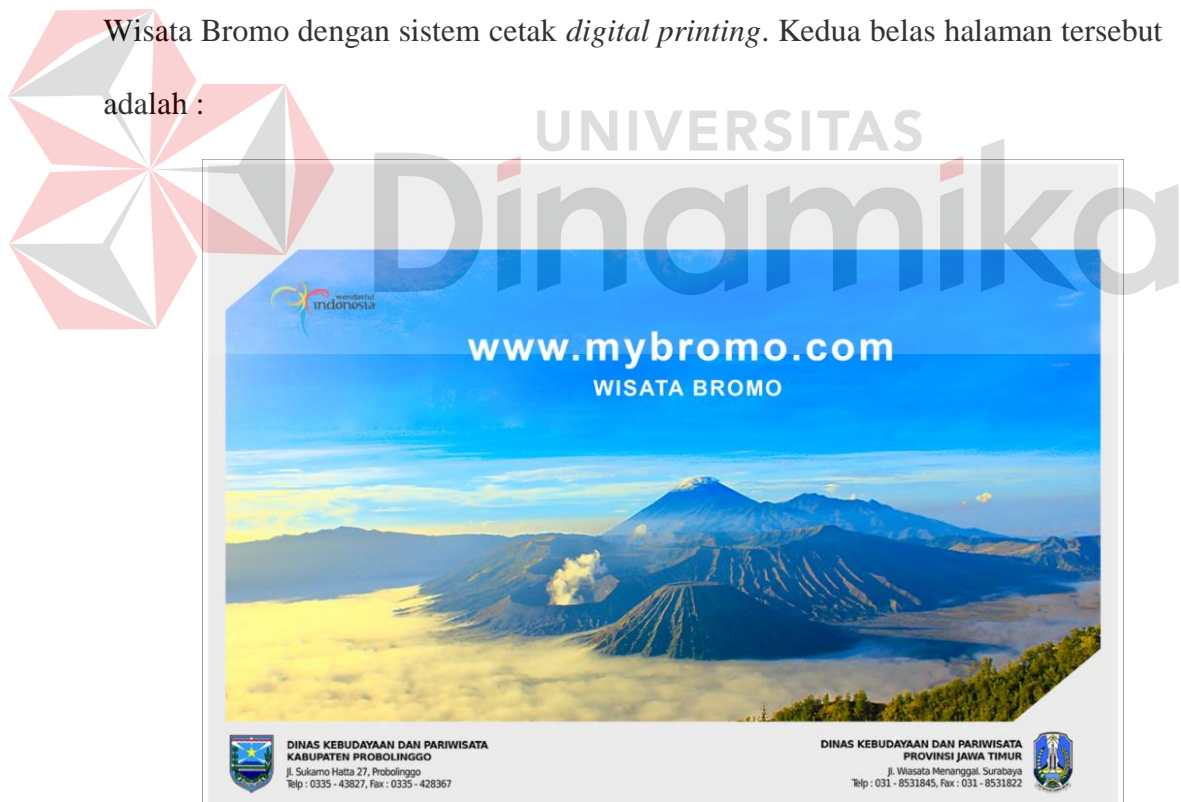 Wisata Bromo dengan sistem cetak digital printing. Kedua belas halaman tersebut
adalah :
UNIVERSITAS
Dinamika
wonderful
indonesia
www.mybromo.com
WISATA BROMO
DINAS KEBUDAYAAN DAN PARIWISATA
KABUPATEN PROBOLINGGO
Jl. Sukarno Hatta 27, Probolinggo
Telp : 0335 - 43827, Fax : 0335 - 428367
DINAS KEBUDAYAAN DAN PARIWISATA
PROVINSI JAWA TIMUR
Jl. Wiasata Menanggal. Surabaya
Telp : 031 - 8531845, Fax : 031 - 8531822